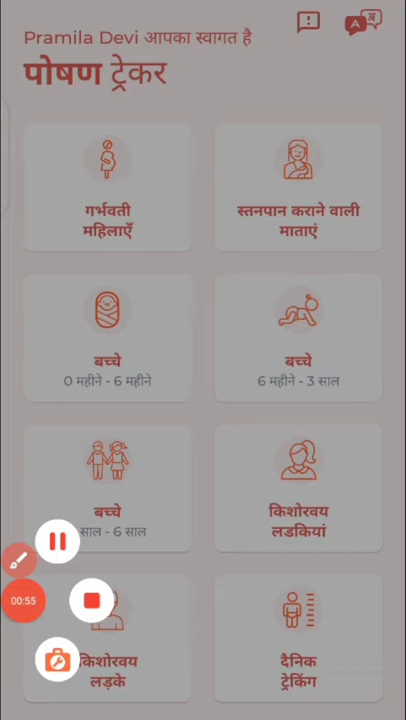 Pramila Devi आपका स्वागत है
पोषण ट्रेकर
गर्भवती
महिलाएँ
स्तनपान कराने वाली
माताएं
बच्चे
0 महीने - 6 महीने
बच्चे
6 महीने - 3 साल
बच्चे
साल - 6 साल
किशोरवय
लडकियां
00:55
किशोरवय
लड़के
दैनिक
ट्रेकिंग
A अ